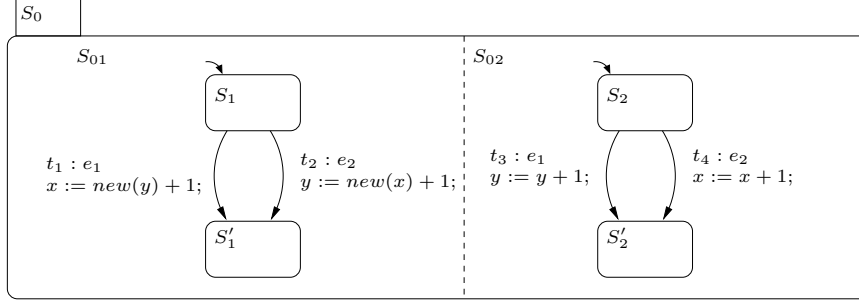 S₀
S₀₁
S₀₂
S₁
S₂
t₁ : e₁
x := new(y) + 1;
t₂ : e₂
y := new(x) + 1;
t₃ : e₁
y := y + 1;
t₄ : e₂
x := x + 1;
S₁′
S₂′